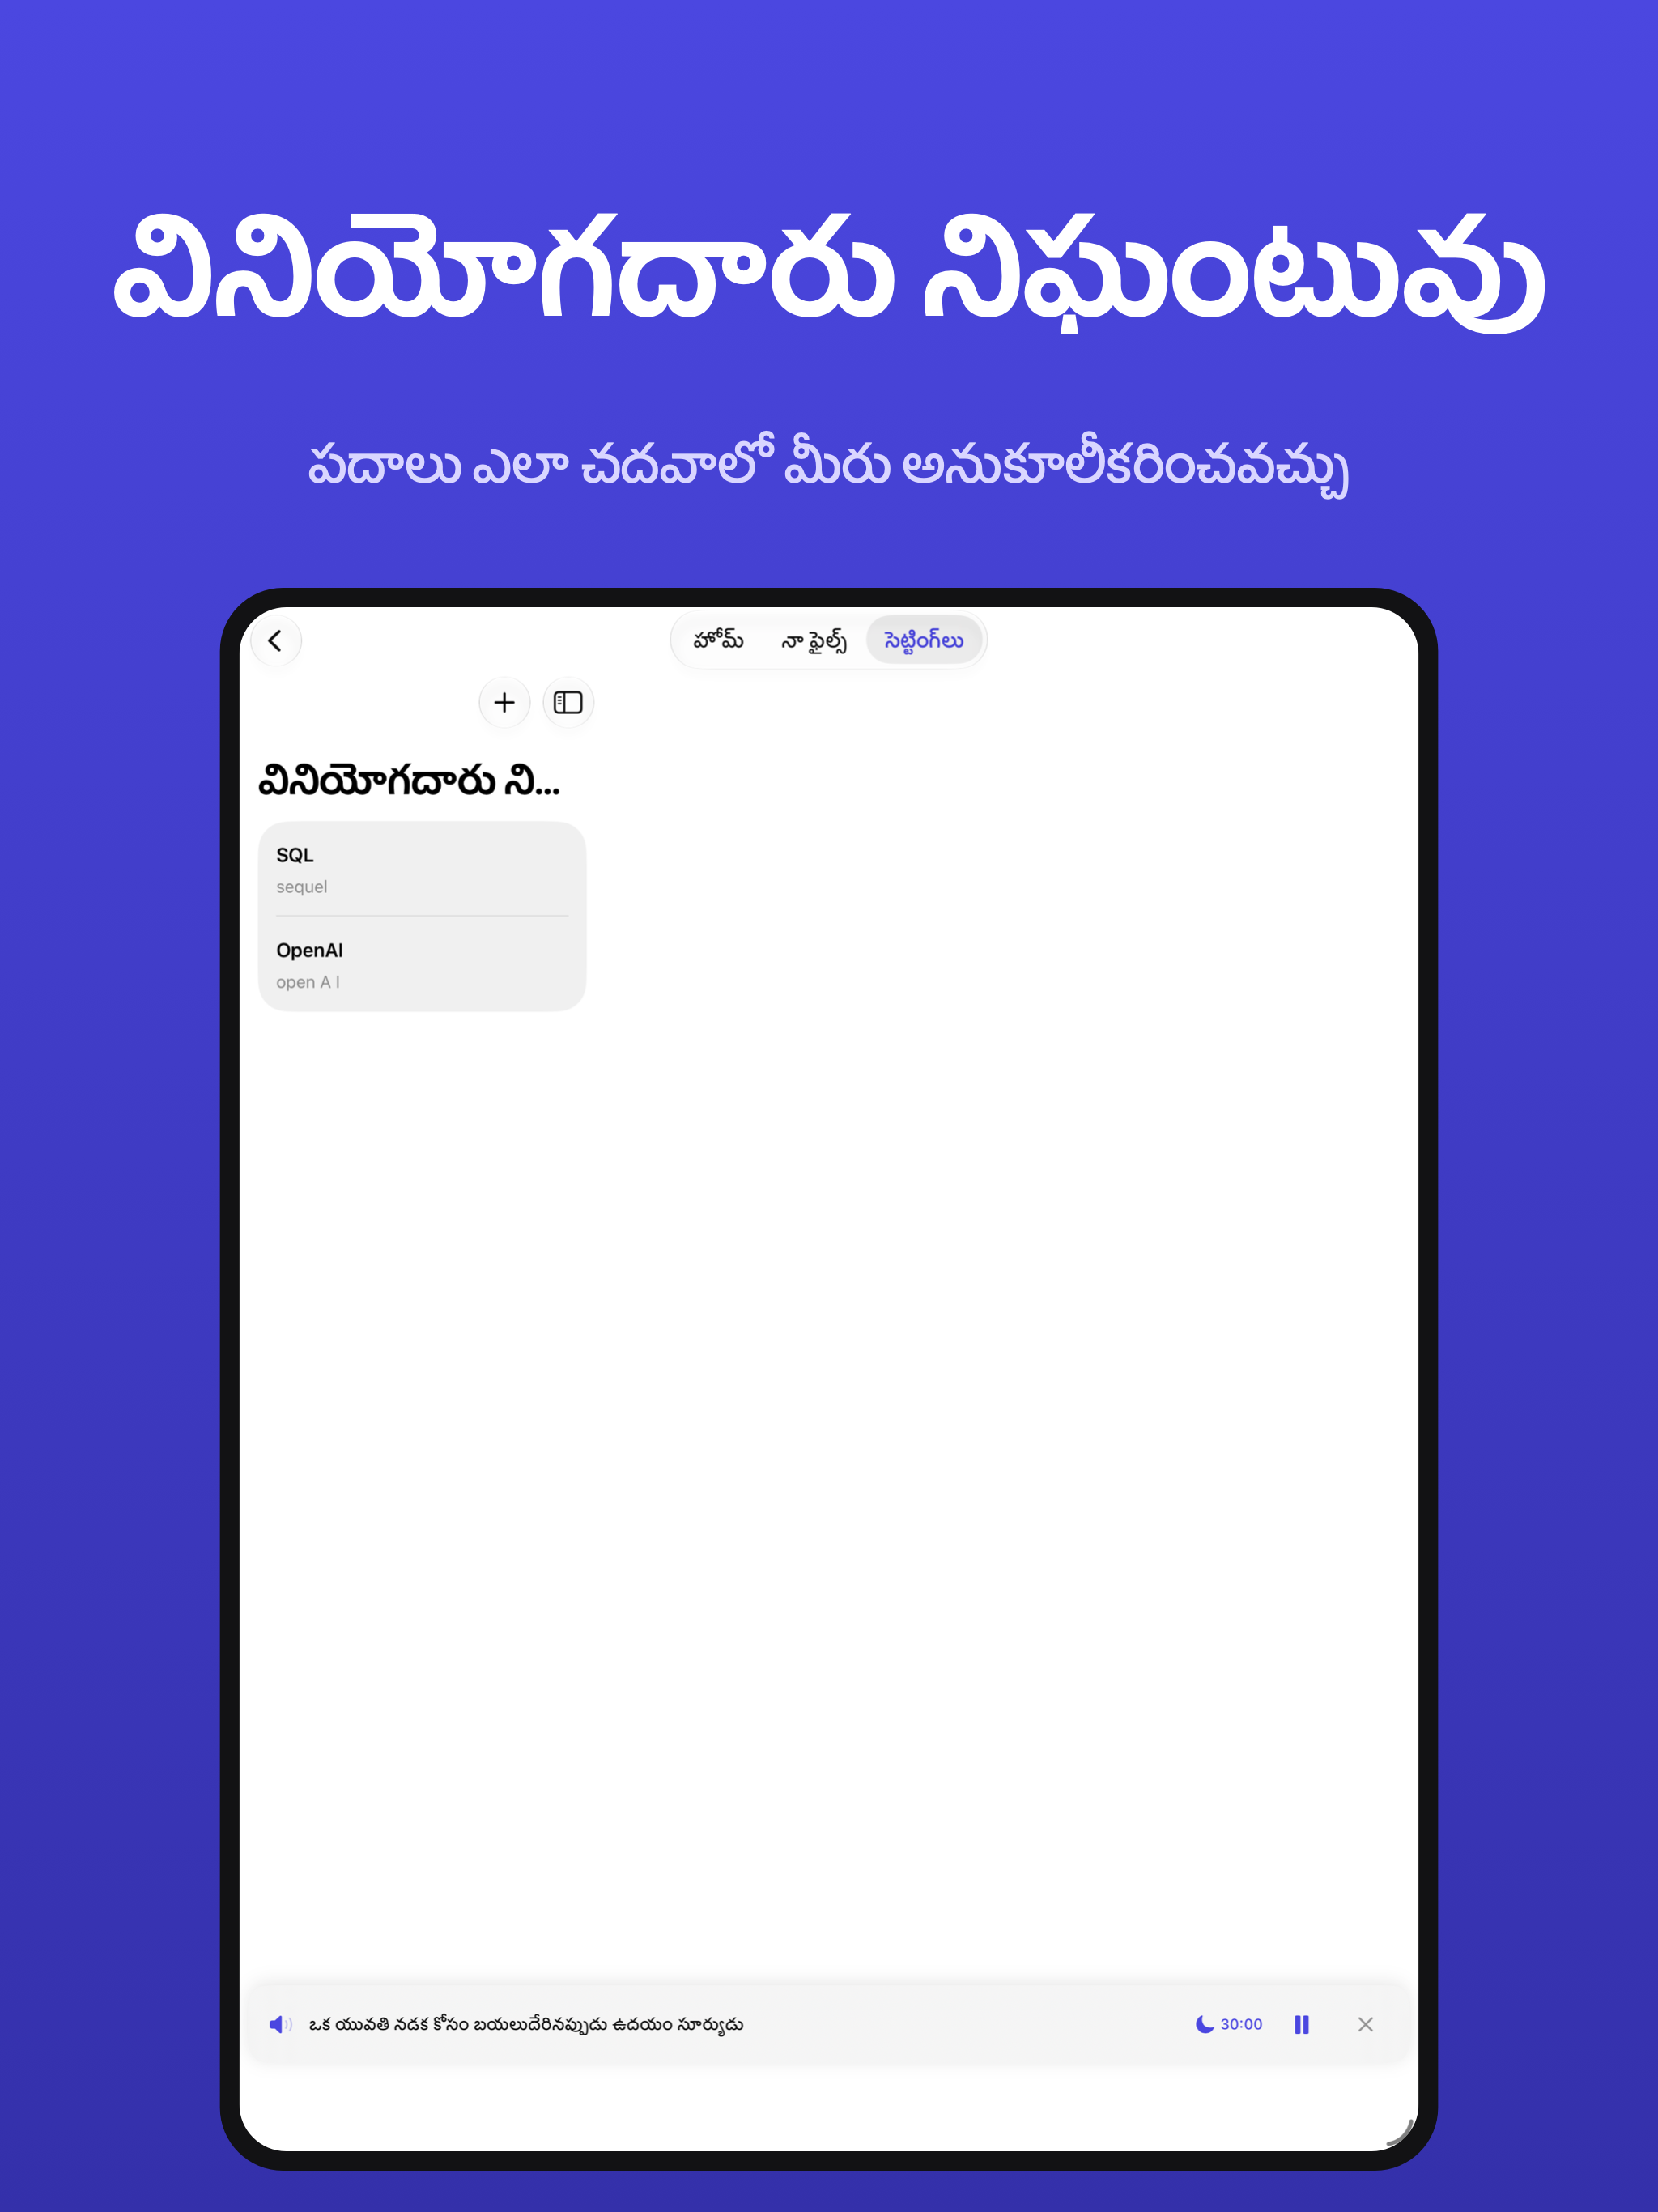 వినియోగదారు నిఘంటువు
పదాలు ఎలా చదవాలో మీరు అనుకూలీకరించవచ్చు
హోమ్ నా ఫైల్స్ సెట్టింగ్‌లు
వినియోగదారు ని...
SQL
sequel
OpenAI
open A I
ఒక యువతి నడక కోసం బయలుదేరినప్పుడు ఉదయం సూర్యుడు 30:00